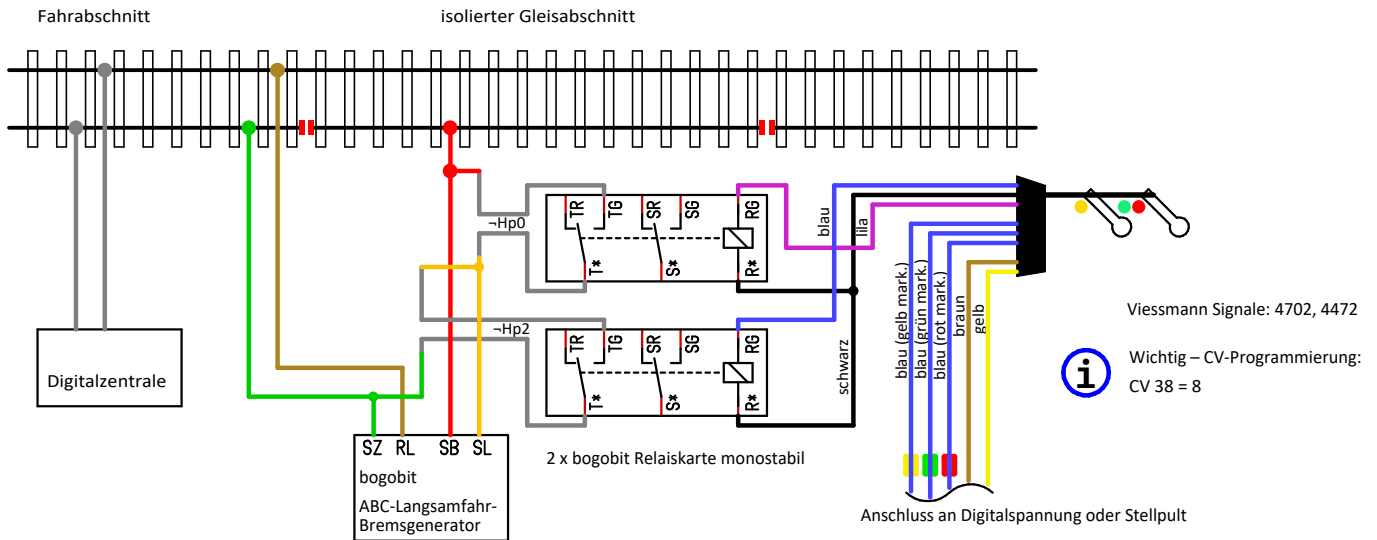 Fahrabschnitt
isolierter Gleisabschnitt
TR
TG
SR
SG
RG
¬Hp0
T*
S*
R*
blau
lila
blau (gelb mark.)
blau (grün mark.)
blau (rot mark.)
braun
gelb
Viessmann Signale: 4702, 4472
¬Hp2
TR
TG
SR
SG
RG
T*
S*
R*
schwarz
Digitalzentrale
i
Wichtig – CV-Programmierung:
CV 38 = 8
SZ RL SB SL
bogobit
ABC-Langsamfahr-
Bremsgenerator
2 x bogobit Relaiskarte monostabil
Anschluss an Digitalspannung oder Stellpult